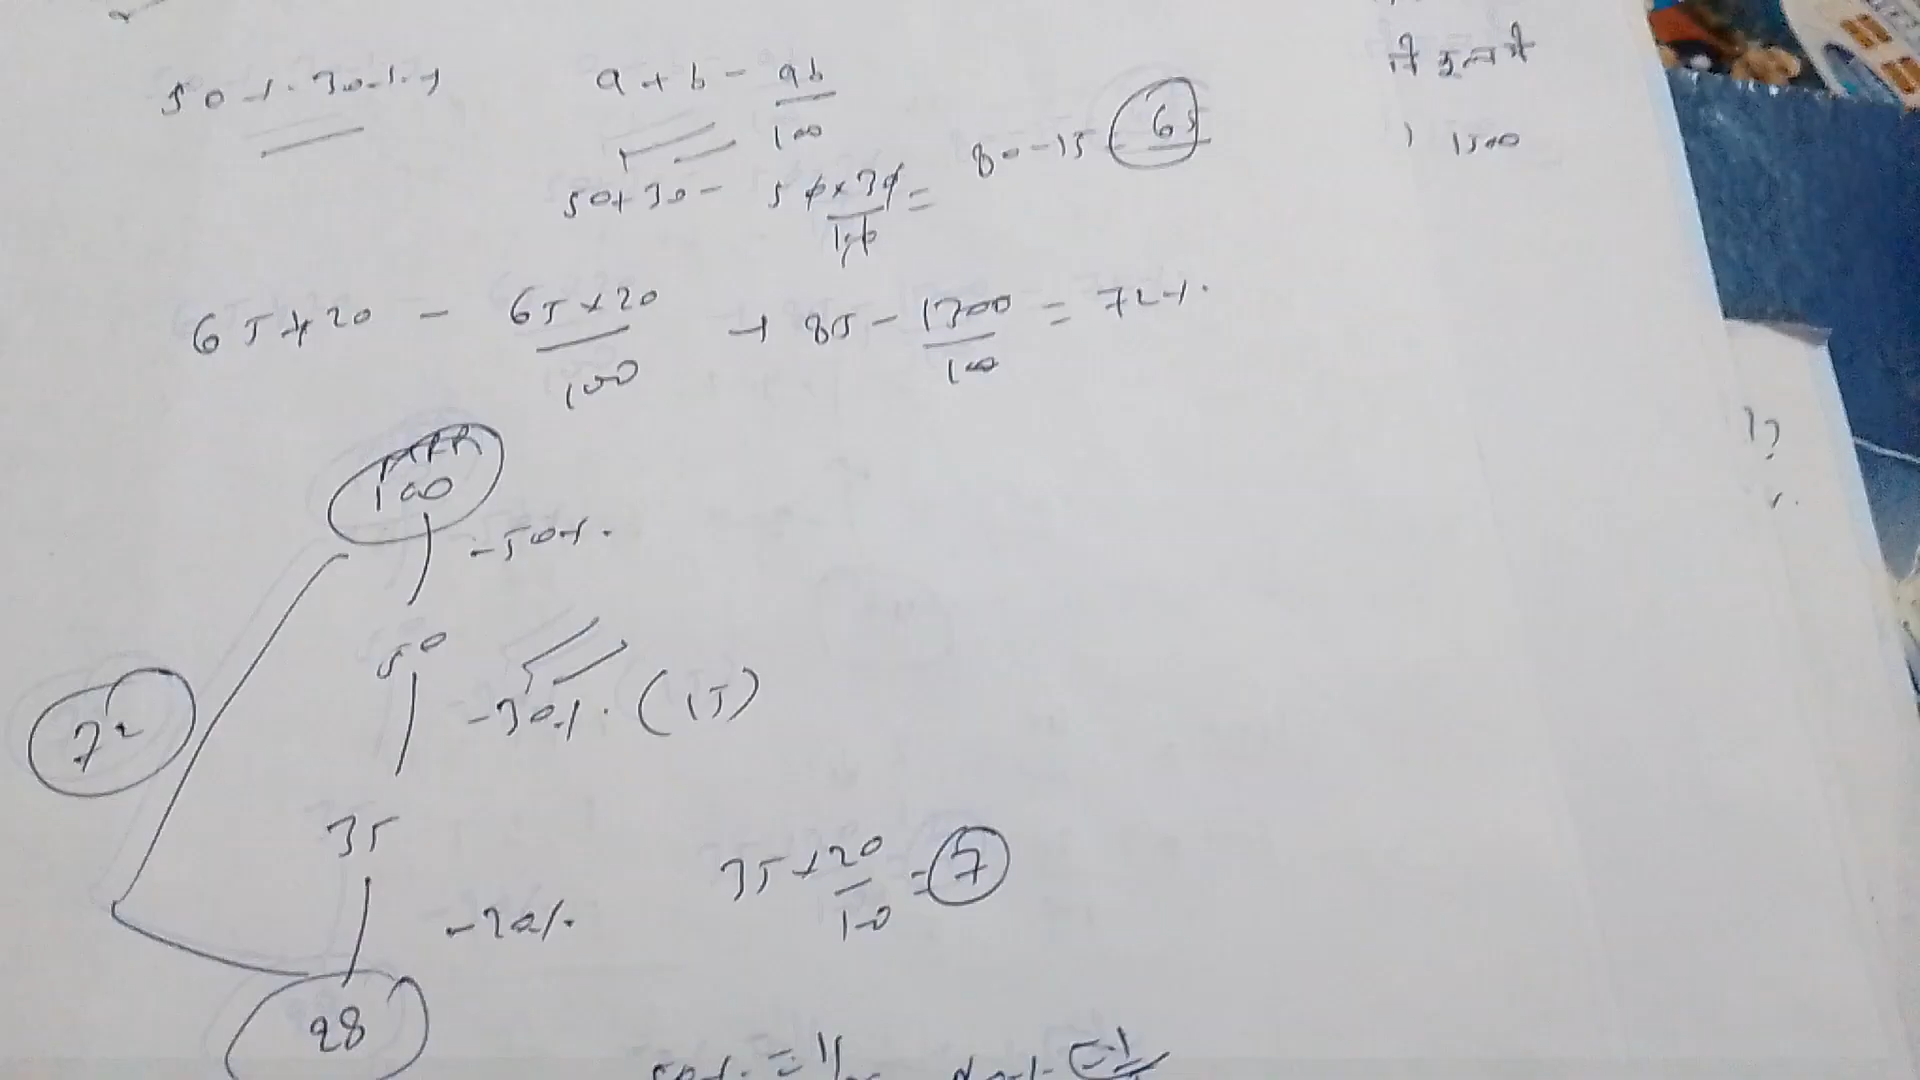 50%. 30%. → a + b - ab/100
50+30 - 50×30/100 = 80-15 65
65+20 - 65×20/100 → 85 - 1300/100 = 72%.
1500
100
-50%.
50
-30%. (15)
72
35
-20%.
35×20/100 = 7
28